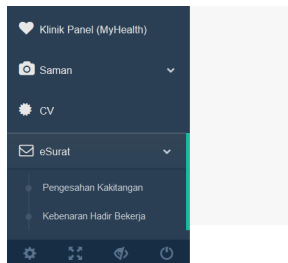 Klinik Panel (MyHealth)
Saman
CV
eSurat
Pengesahan Kakitangan
Kebenaran Hadir Bekerja